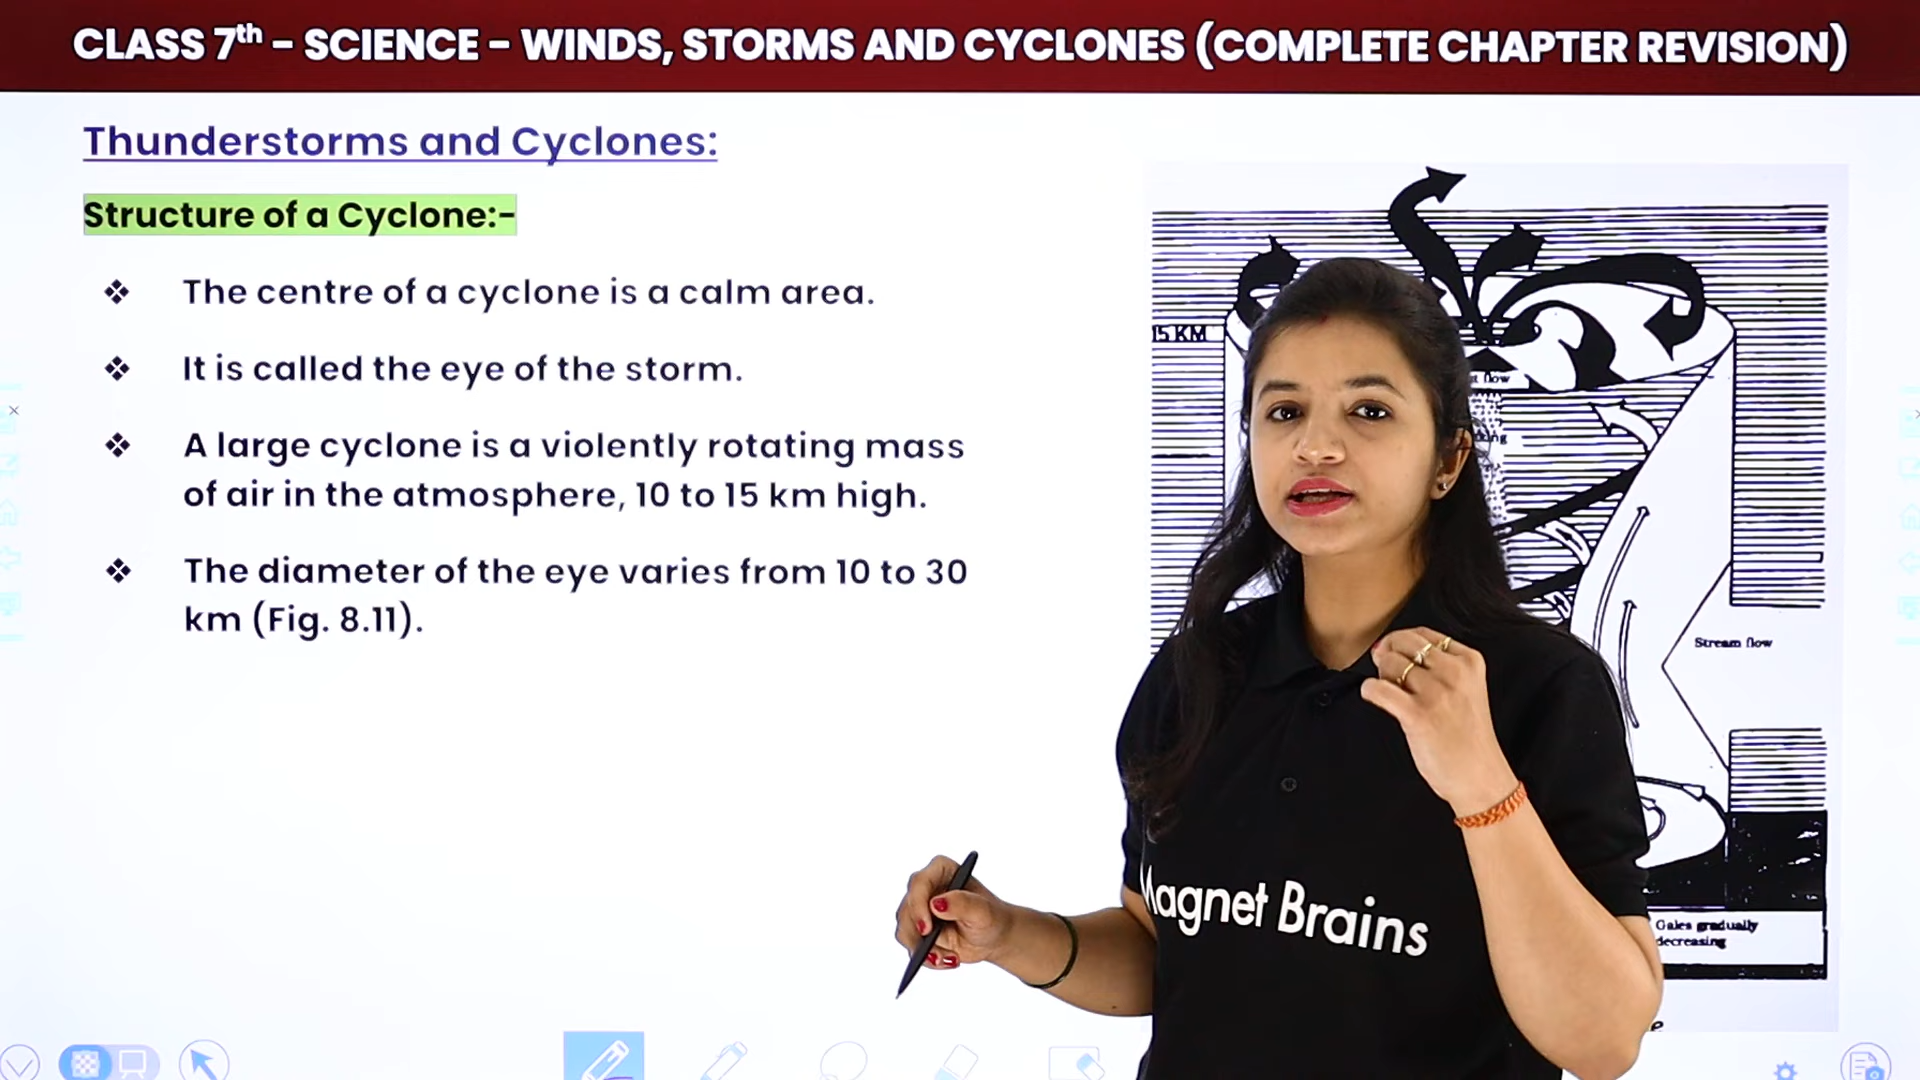 CLASS 7th - SCIENCE - WINDS, STORMS AND CYCLONES (COMPLETE CHAPTER REVISION)
Thunderstorms and Cyclones:
Structure of a Cyclone:-
❖ The centre of a cyclone is a calm area.
❖ It is called the eye of the storm.
❖ A large cyclone is a violently rotating mass
of air in the atmosphere, 10 to 15 km high.
❖ The diameter of the eye varies from 10 to 30
km (Fig. 8.11).
15 KM
flow
Stream flow
Gales gradually
decreasing
Magnet Brains